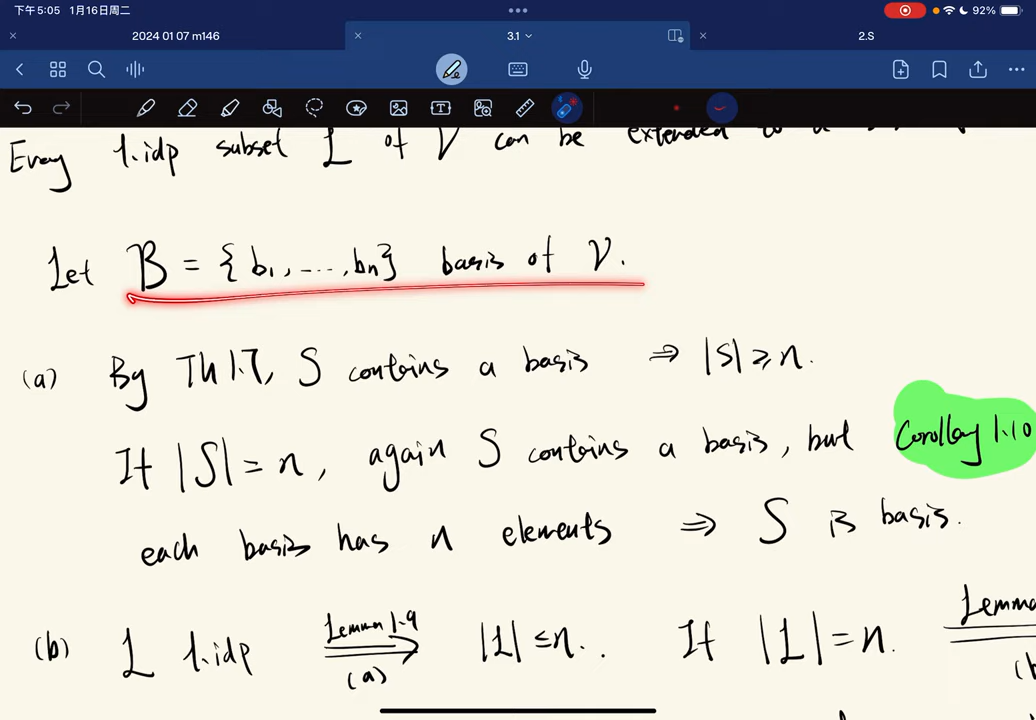 下午5:05 1月16日周二
92%
2024 01 07 m146
3.1
2.S
Every l.idp subset L of V can be extended to a
Let B = {b1, ..., bn} basis of V.
(a) By Th 1.7, S contains a basis ⇒ |S| ≥ n.
If |S| = n, again S contains a basis, but Corollary 1.10
each basis has n elements ⇒ S is basis.
Lemma 1.9
(b) L l.idp ⟹ |L| ≤ n. If |L| = n.
(a)